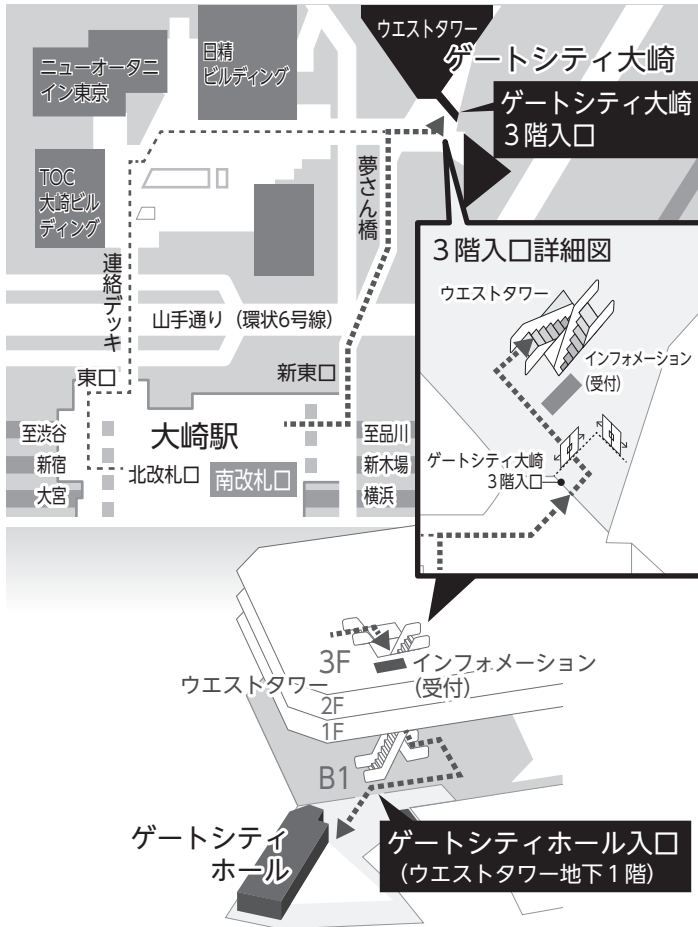 ウエストタワー
ゲートシティ大崎
ゲートシティ大崎
3階入口
日精
ビルディング
ニューオータニ
イン東京
TOC
大崎ビル
ディング
夢さん橋
連絡デッキ
山手通り（環状6号線）
東口
新東口
大崎駅
北改札口
南改札口
至渋谷
新宿
大宮
至品川
新木場
横浜
3階入口詳細図
ウエストタワー
インフォメーション
(受付)
ゲートシティ大崎
3階入口
3F
インフォメーション
(受付)
ウエストタワー
2F
1F
B1
ゲートシティ
ホール
ゲートシティホール入口
（ウエストタワー地下1階）